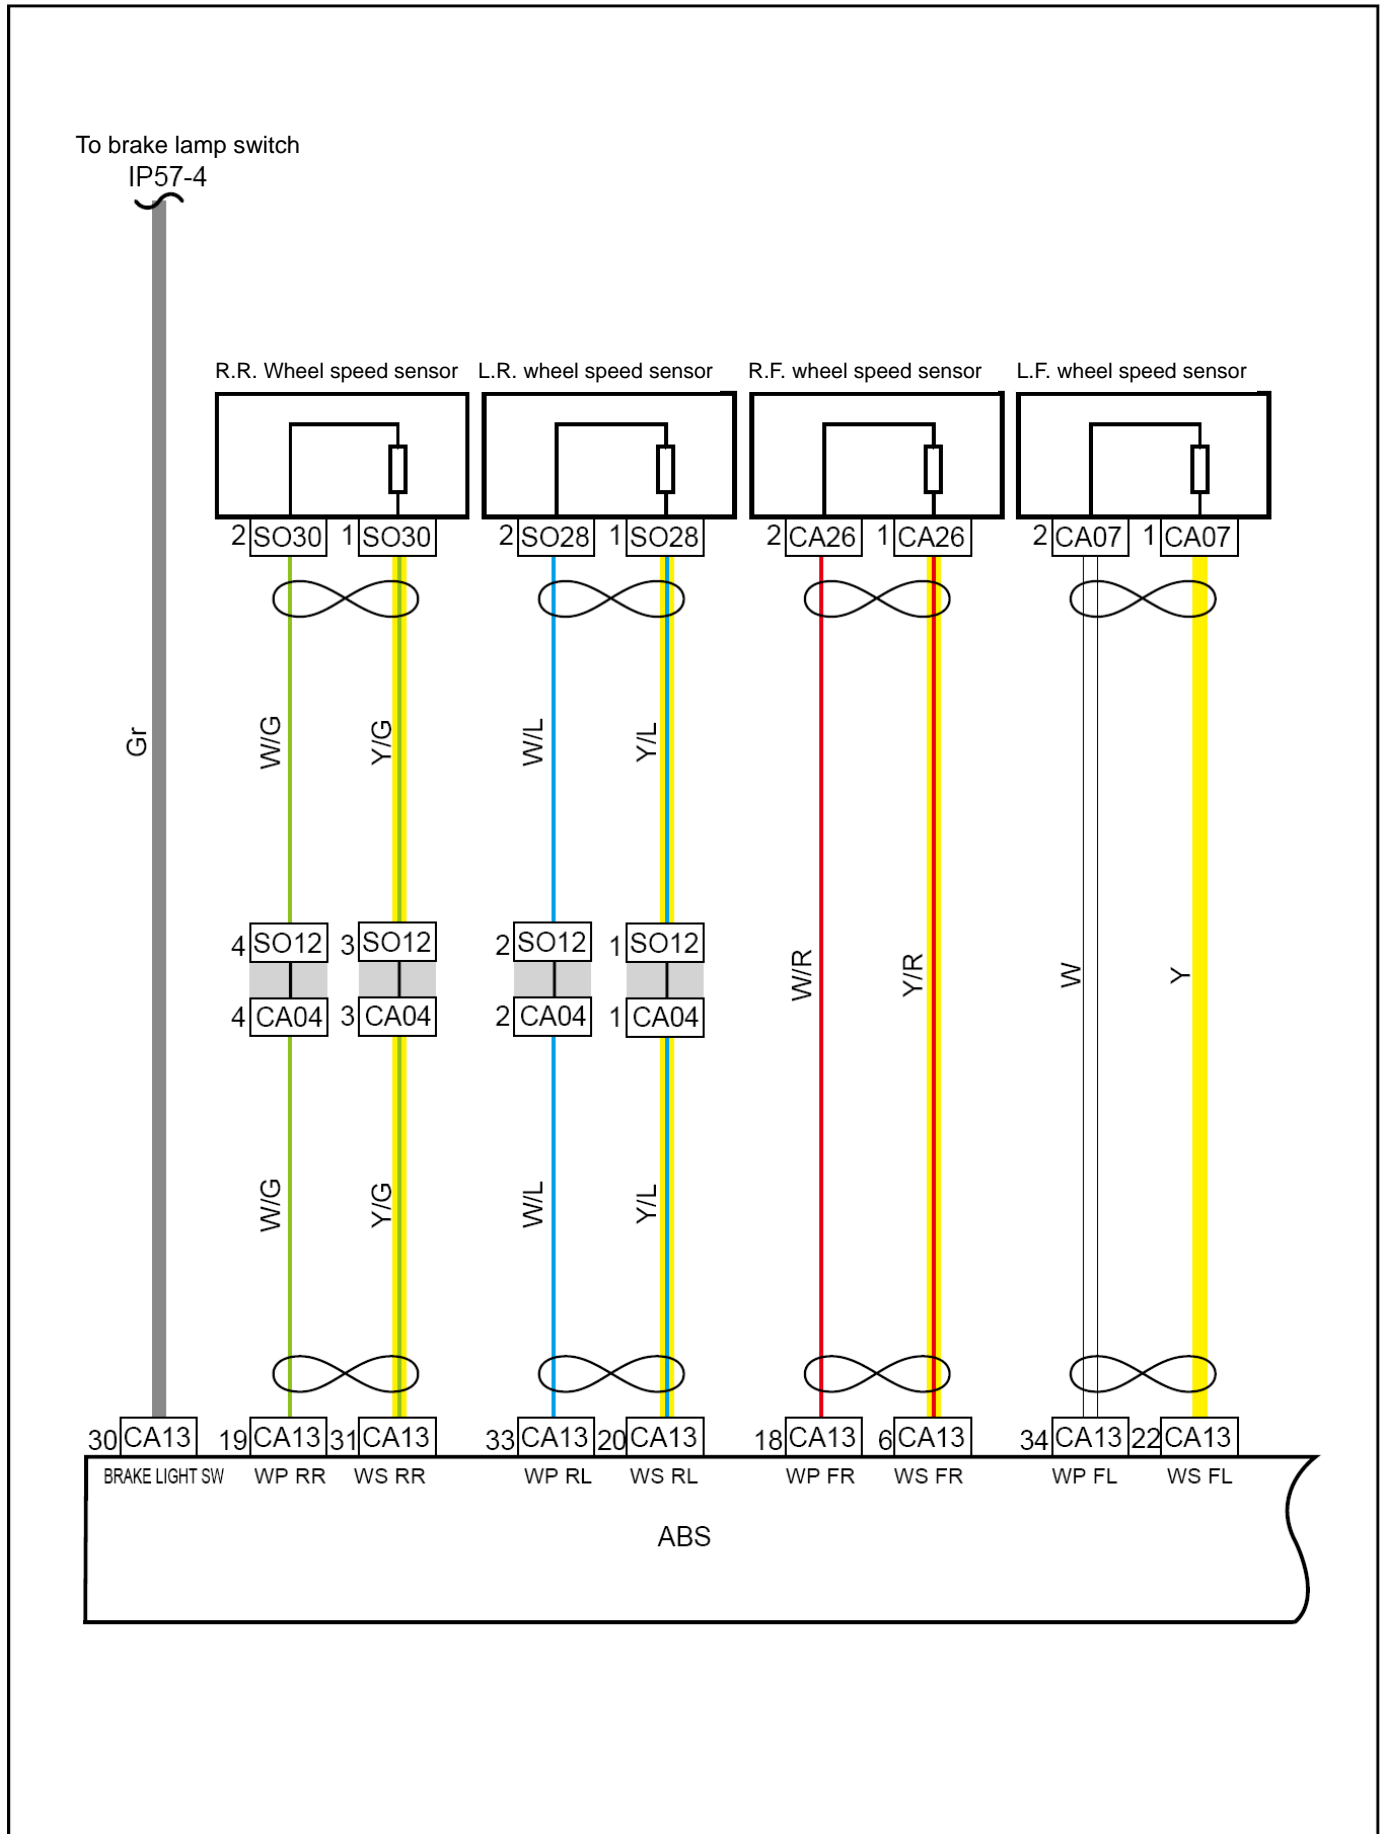 To brake lamp switch
IP57-4
R.R. Wheel speed sensor L.R. wheel speed sensor R.F. wheel speed sensor L.F. wheel speed sensor
2 SO30 1 SO30 2 SO28 1 SO28 2 CA26 1 CA26 2 CA07 1 CA07
Gr W/G Y/G W/L Y/L
4 SO12 3 SO12 2 SO12 1 SO12
W/R Y/R W Y
4 CA04 3 CA04 2 CA04 1 CA04
W/G Y/G W/L Y/L
30 CA13 19 CA13 31 CA13 33 CA13 20 CA13 18 CA13 6 CA13 34 CA13 22 CA13
BRAKE LIGHT SW WP RR WS RR WP RL WS RL WP FR WS FR WP FL WS FL
ABS